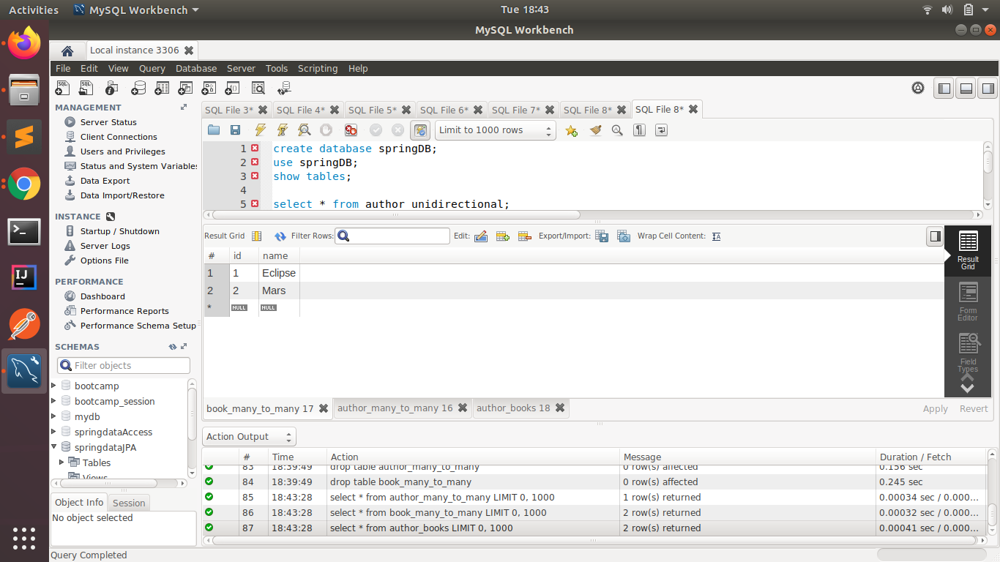 Activities MySQL Workbench Tue 18:43
MySQL Workbench
Local instance 3306
File Edit View Query Database Server Tools Scripting Help
MANAGEMENT
Server Status
Client Connections
Users and Privileges
Status and System Variables
Data Export
Data Import/Restore
INSTANCE
Startup / Shutdown
Server Logs
Options File
PERFORMANCE
Dashboard
Performance Reports
Performance Schema Setup
SCHEMAS
Filter objects
bootcamp
bootcamp_session
mydb
springdataAccess
springdataJPA
Tables
Views
Object Info Session
No object selected
SQL File 3* SQL File 4* SQL File 5* SQL File 6* SQL File 7* SQL File 8* SQL File 8*
Limit to 1000 rows
1 create database springDB;
2 use springDB;
3 show tables;
4
5 select * from author unidirectional;
Result Grid Filter Rows: Edit: Export/Import: Wrap Cell Content:
# id name
1 1 Eclipse
2 2 Mars
* NULL NULL
Result Grid
Form Editor
Field Types
book_many_to_many 17 author_many_to_many 16 author_books 18 Apply Revert
Action Output
# Time Action Message Duration / Fetch
83 18:39:49 drop table author_many_to_many 0 row(s) affected 0.156 sec
84 18:39:49 drop table book_many_to_many 0 row(s) affected 0.245 sec
85 18:43:28 select * from author_many_to_many LIMIT 0, 1000 1 row(s) returned 0.00034 sec / 0.000...
86 18:43:28 select * from book_many_to_many LIMIT 0, 1000 2 row(s) returned 0.00032 sec / 0.000...
87 18:43:28 select * from author_books LIMIT 0, 1000 2 row(s) returned 0.00041 sec / 0.000...
Query Completed